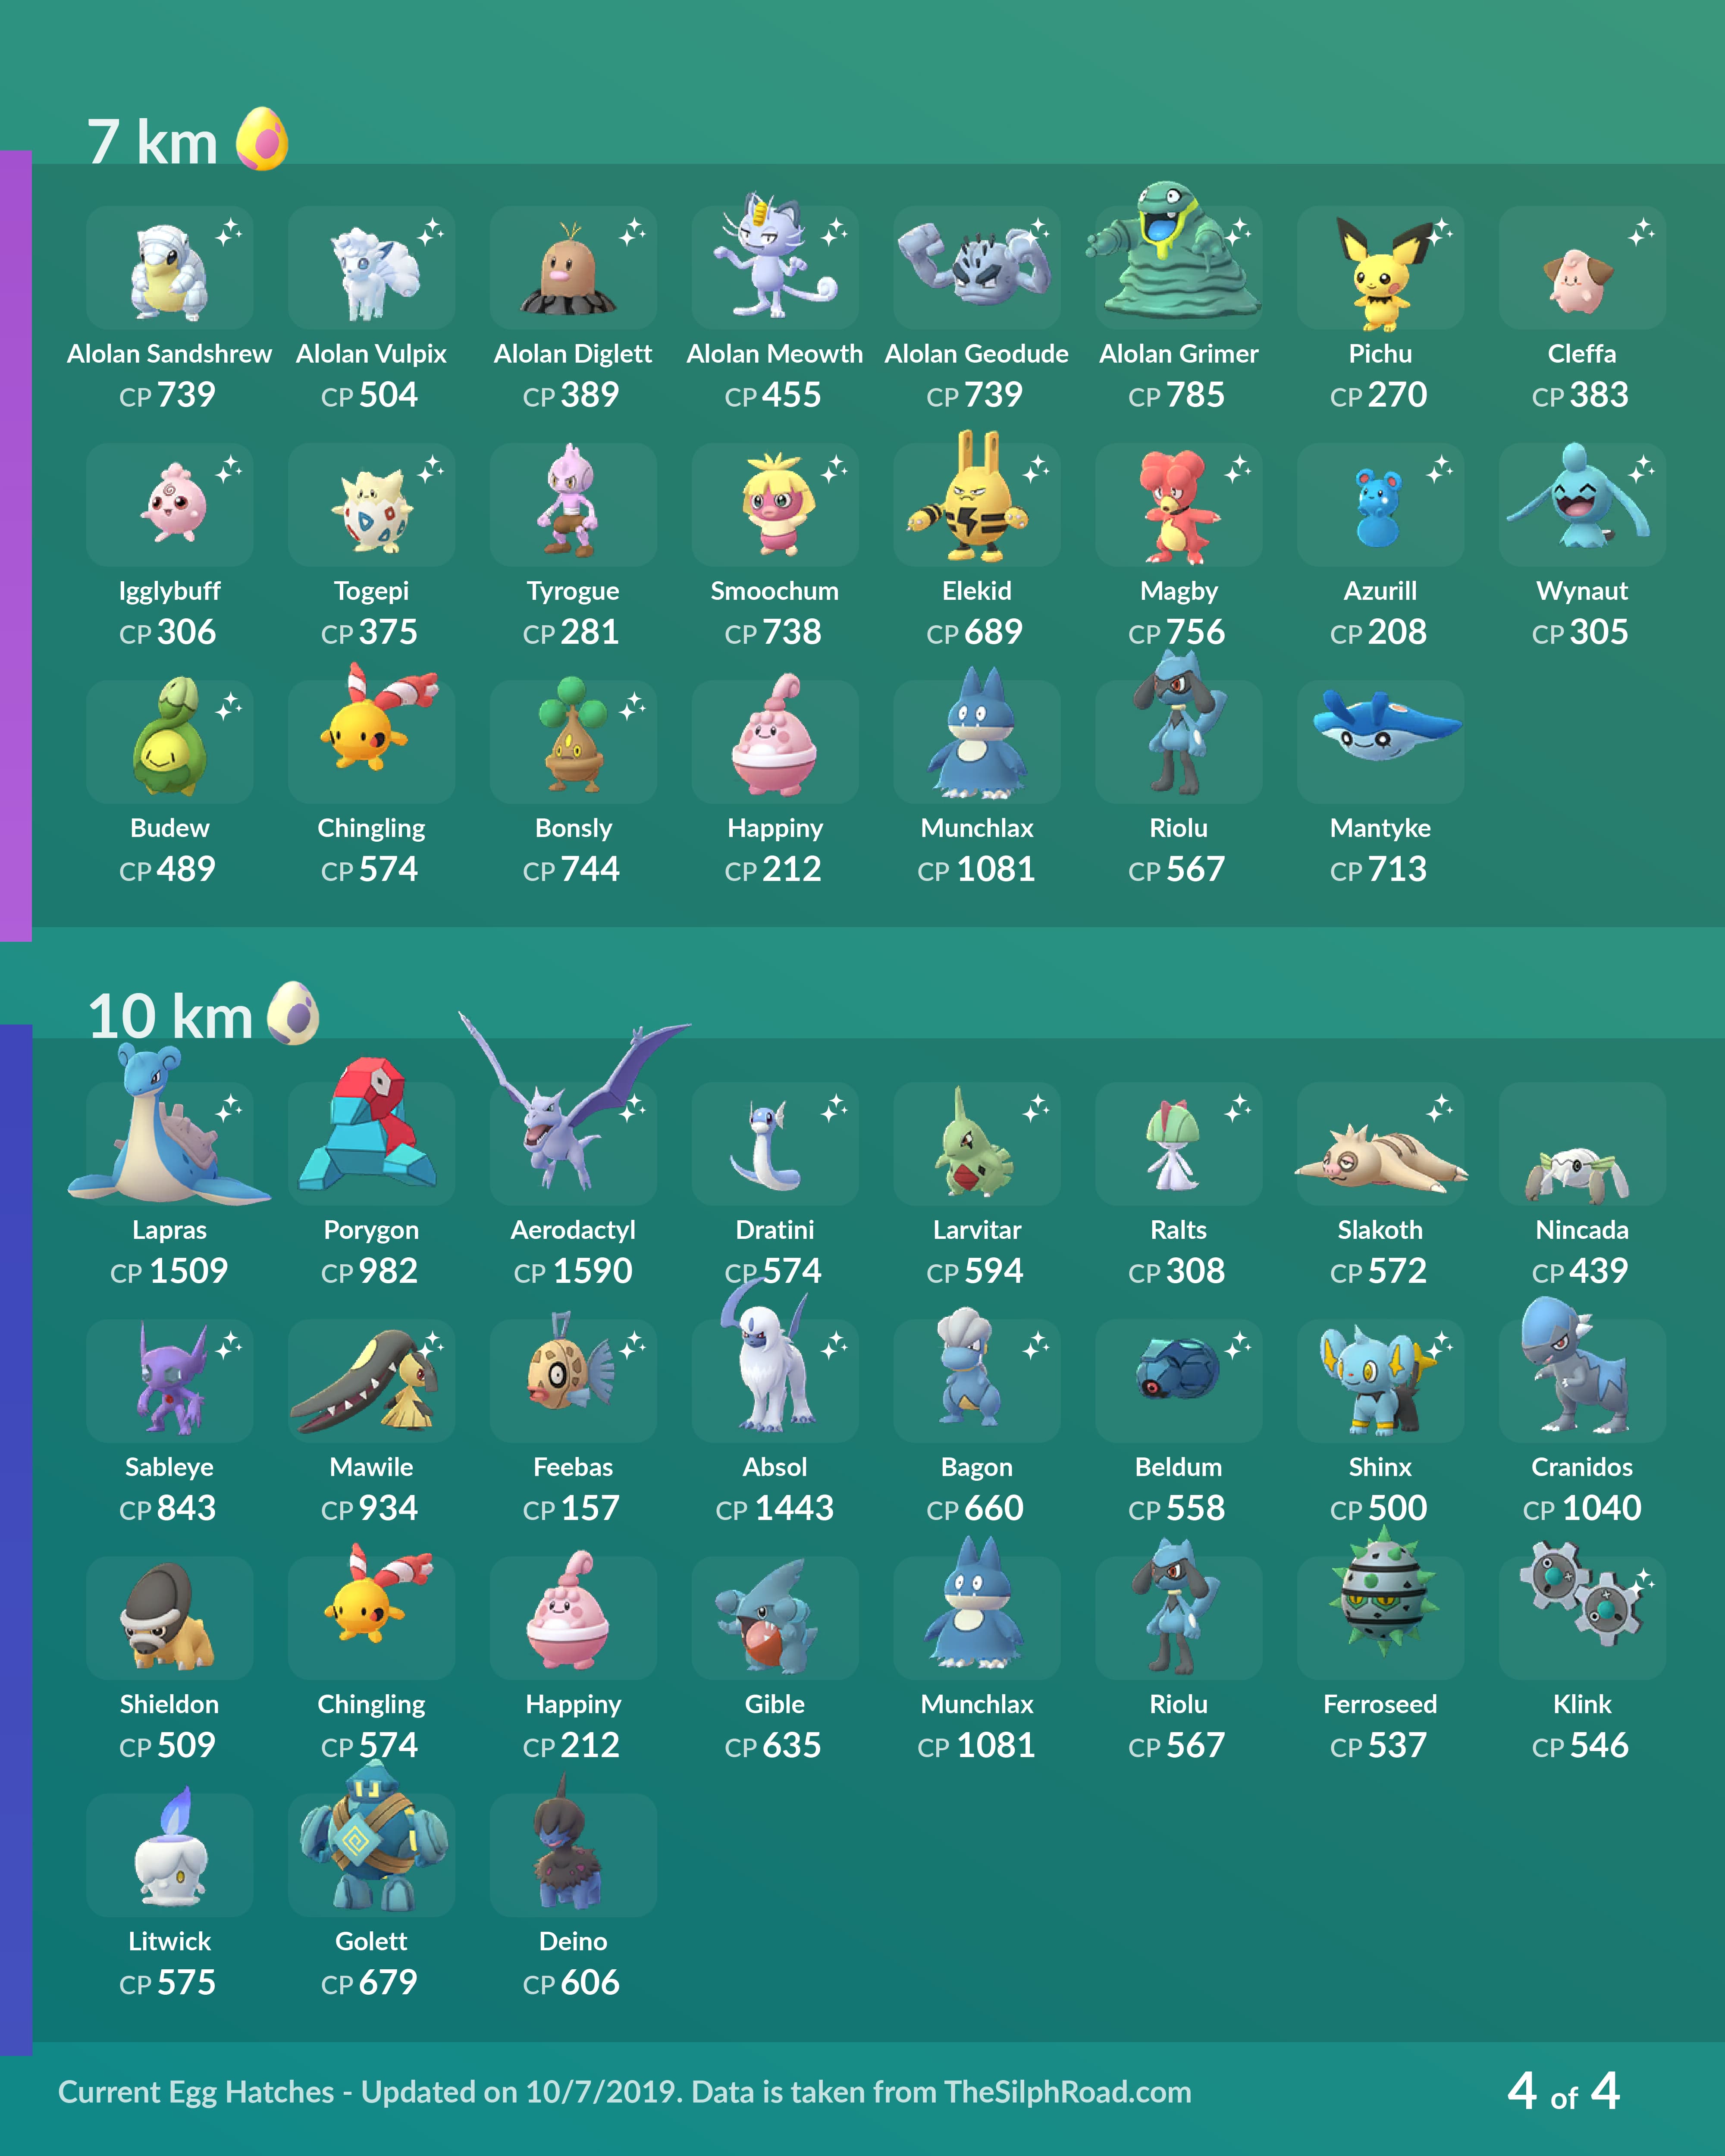 7 km
Alolan Sandshrew Alolan Vulpix Alolan Diglett Alolan Meowth Alolan Geodude Alolan Grimer Pichu Cleffa
CP 739 CP 504 CP 389 CP 455 CP 739 CP 785 CP 270 CP 383
Igglybuff Togepi Tyrogue Smoochum Elekid Magby Azurill Wynaut
CP 306 CP 375 CP 281 CP 738 CP 689 CP 756 CP 208 CP 305
Budew Chingling Bonsly Happiny Munchlax Riolu Mantyke
CP 489 CP 574 CP 744 CP 212 CP 1081 CP 567 CP 713
10 km
Lapras Porygon Aerodactyl Dratini Larvitar Ralts Slakoth Nincada
CP 1509 CP 982 CP 1590 CP 574 CP 594 CP 308 CP 572 CP 439
Sableye Mawile Feebas Absol Bagon Beldum Shinx Cranidos
CP 843 CP 934 CP 157 CP 1443 CP 660 CP 558 CP 500 CP 1040
Shieldon Chingling Happiny Gible Munchlax Riolu Ferroseed Klink
CP 509 CP 574 CP 212 CP 635 CP 1081 CP 567 CP 537 CP 546
Litwick Golett Deino
CP 575 CP 679 CP 606
Current Egg Hatches - Updated on 10/7/2019. Data is taken from TheSilphRoad.com 4 of 4